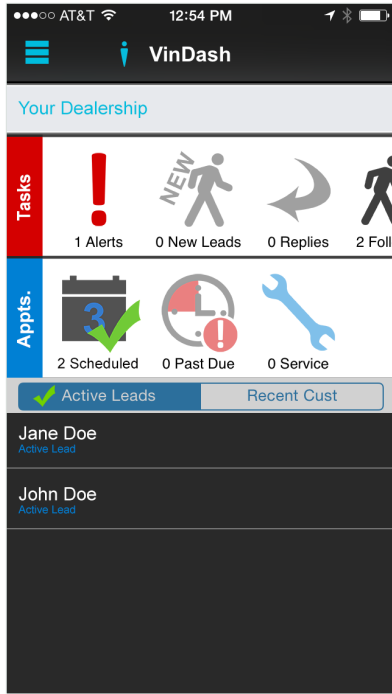 AT&T 12:54 PM
VinDash
Your Dealership
Tasks
NEW
1 Alerts 0 New Leads 0 Replies 2 Foll
Appts.
3
2 Scheduled 0 Past Due 0 Service
Active Leads Recent Cust
Jane Doe
Active Lead
John Doe
Active Lead